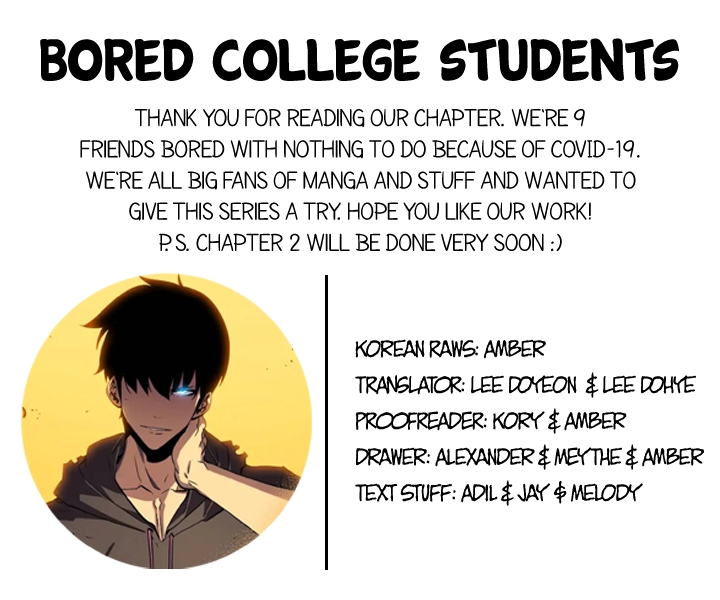 BORED COLLEGE STUDENTS
THANK YOU FOR READING OUR CHAPTER. WE'RE 9
FRIENDS BORED WITH NOTHING TO DO BECAUSE OF COVID-19.
WE'RE ALL BIG FANS OF MANGA AND STUFF AND WANTED TO
GIVE THIS SERIES A TRY. HOPE YOU LIKE OUR WORK!
P.S. CHAPTER 2 WILL BE DONE VERY SOON :)
KOREAN RAWS: AMBER
TRANSLATOR: LEE DOYEON & LEE DOHYE
PROOFREADER: KORY & AMBER
DRAWER: ALEXANDER & MEYTHE & AMBER
TEXT STUFF: ADIL & JAY & MELODY